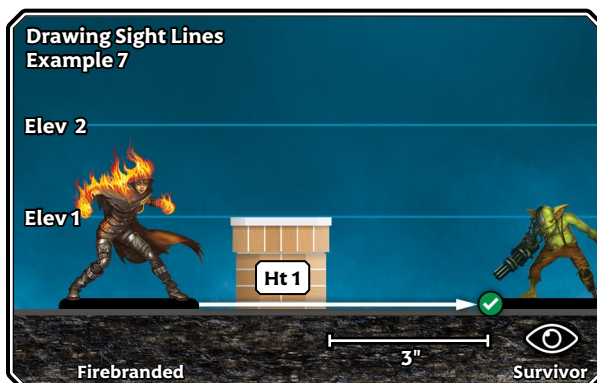 Drawing Sight Lines
Example 7
Elev 2
Elev 1
Ht 1
3"
Firebranded
Survivor